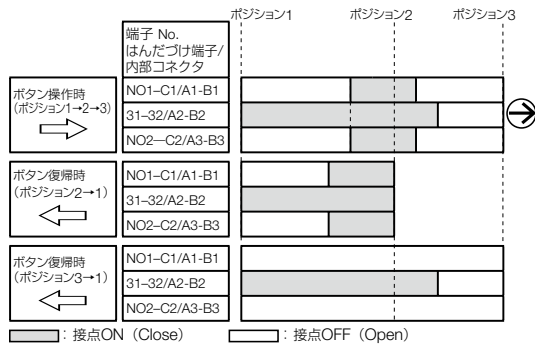 ポジション1 ポジション2 ポジション3
端子 No.
はんだづけ端子/
内部コネクタ
ボタン操作時
(ポジション1→2→3)
NO1–C1/A1-B1
31–32/A2-B2
NO2—C2/A3-B3
ボタン復帰時
(ポジション2→1)
NO1–C1/A1-B1
31–32/A2-B2
NO2–C2/A3-B3
ボタン復帰時
(ポジション3→1)
NO1–C1/A1-B1
31–32/A2-B2
NO2–C2/A3-B3
：接点ON（Close） ：接点OFF（Open）